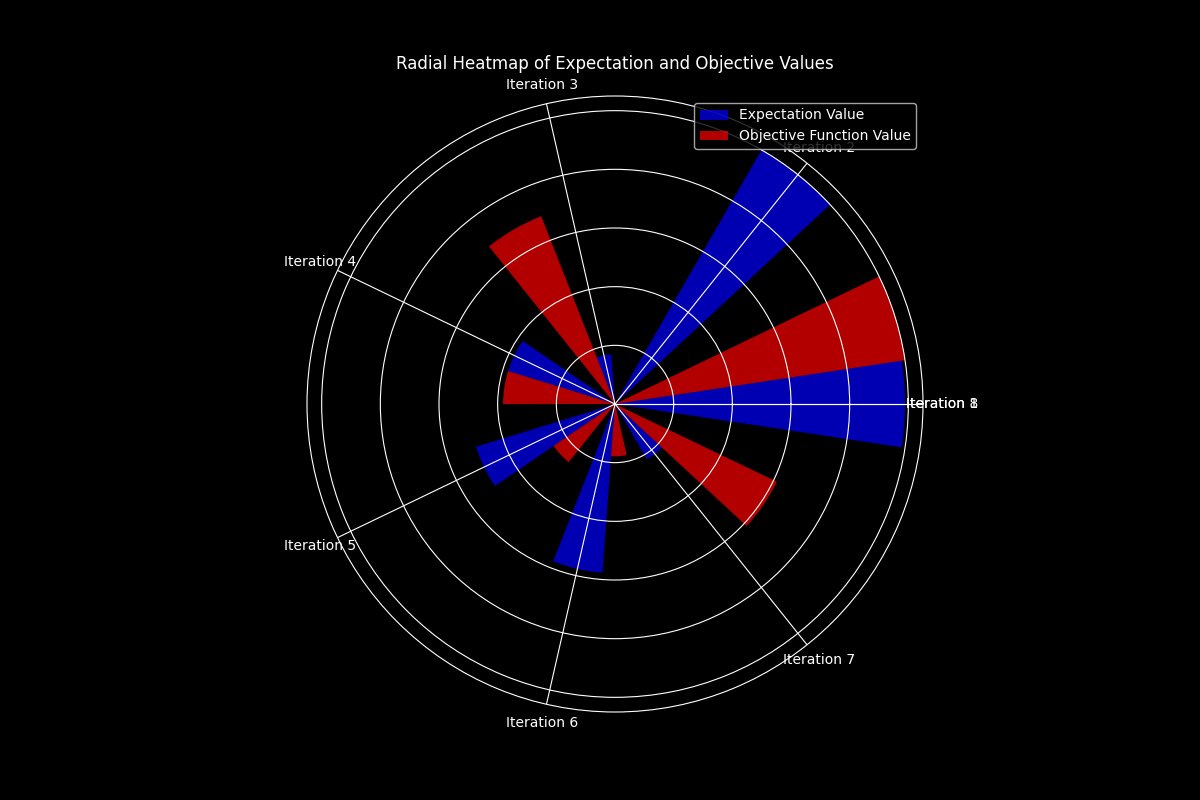 Radial Heatmap of Expectation and Objective Values
Iteration 3
Expectation Value
Objective Function Value
Iteration 2
Iteration 4
Iteration
Iteration 5
Iteration 7
Iteration 6